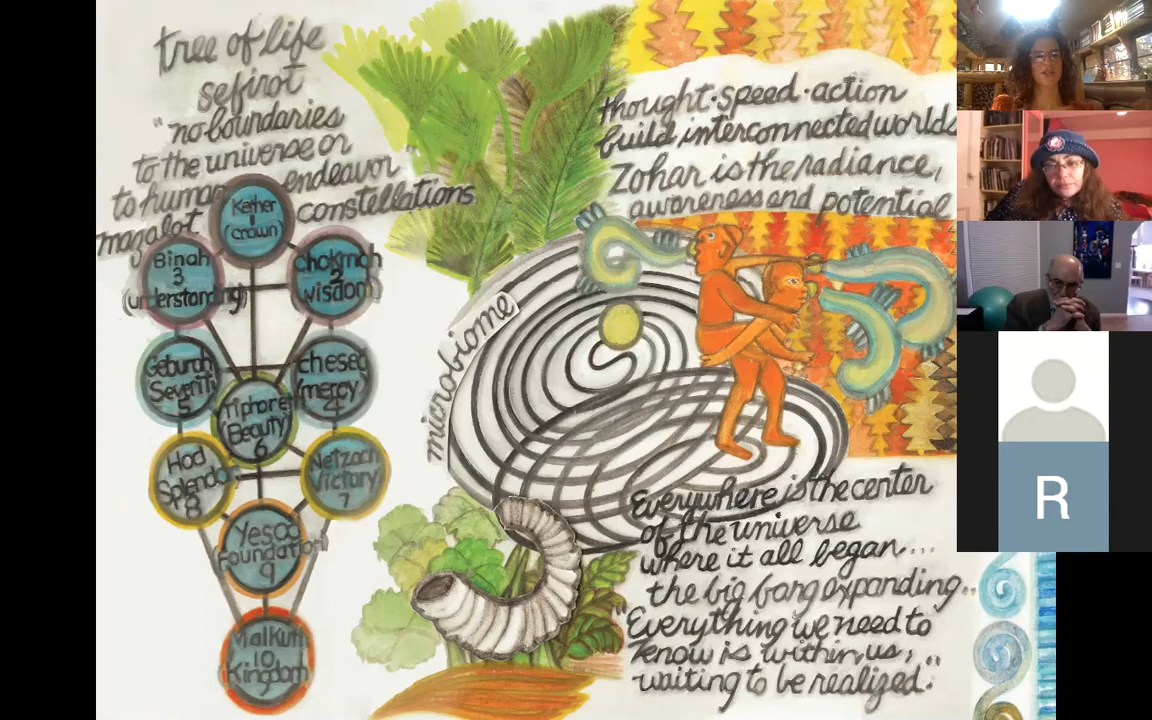 tree of life
sefirot
"no boundaries
to the universe or
to human endeavor"
mazalot constellations
Kether
1
(crown)
Binah
3
(understanding)
chokmah
2
wisdom
Geburah
Severity
5
chesed
(mercy)
4
Tiphoret
(Beauty)
6
Hod
Splendor
8
Netzach
Victory
7
Yesod
(Foundation)
9
Malkuth
10
Kingdom
microbiome
thought·speed·action
build interconnected worlds
Zohar is the radiance,
awareness and potential
Everywhere is the center
of the universe
where it all began...
the big bang expanding..
"Everything we need to
know is within us,
waiting to be realized."
R